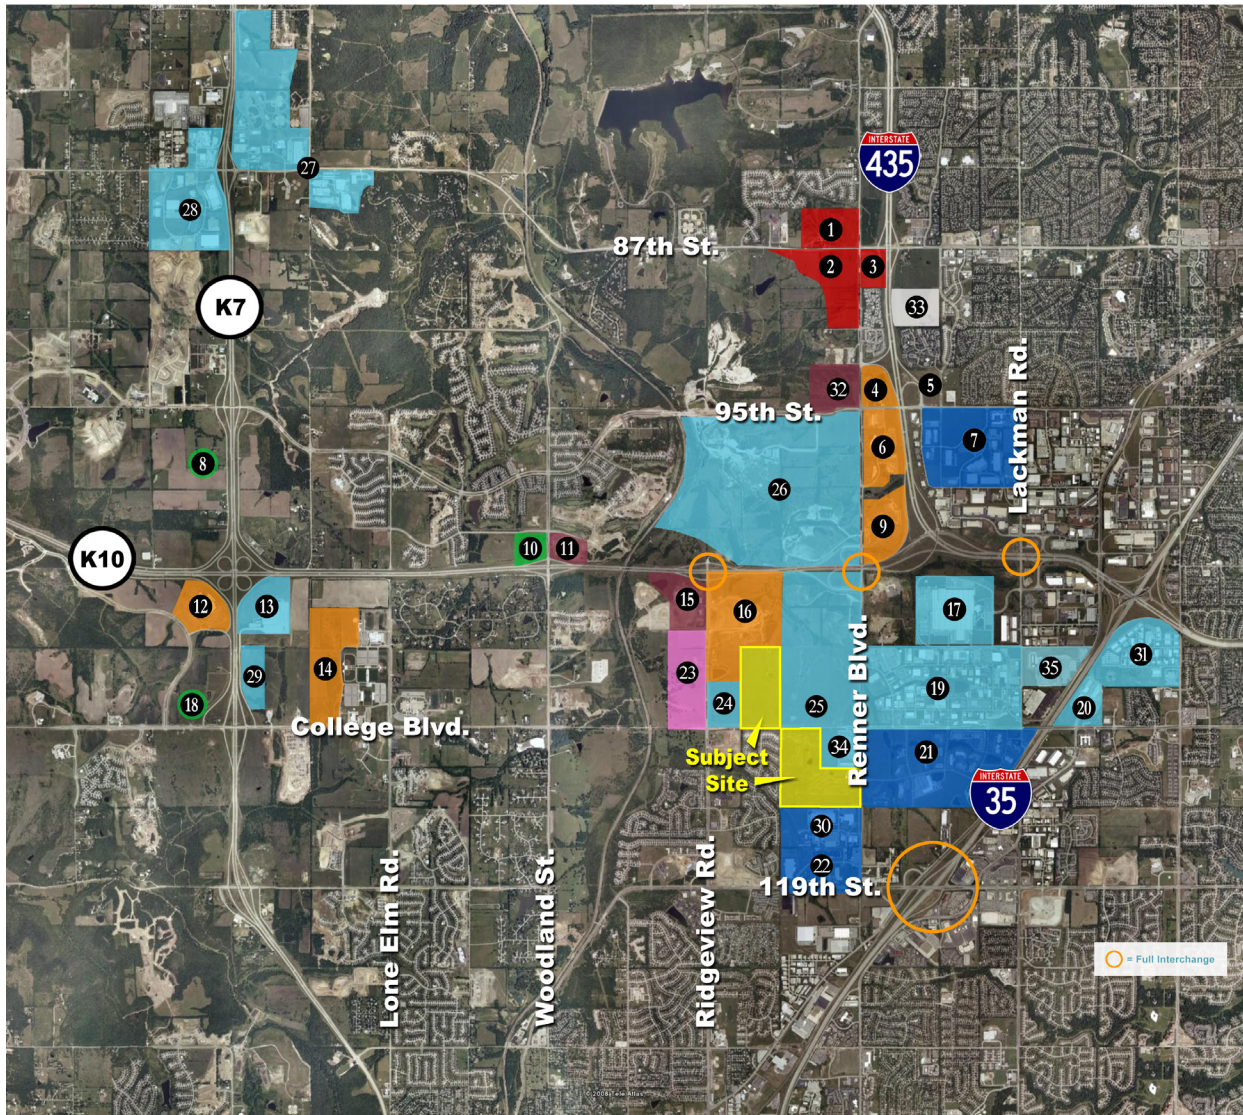 INTERSTATE
435
27
28
1
87th St.
2
3
33
K7
Lackman Rd.
32
4
5
95th St.
6
7
8
26
9
10
11
K10
12
13
15
16
17
14
29
18
23
24
25
19
35
31
20
College Blvd.
Renner Blvd.
34
21
Subject
Site
INTERSTATE
35
30
22
119th St.
Lone Elm Rd.
Woodland St.
Ridgeview Rd.
= Full Interchange
© 2008 Tele Atlas